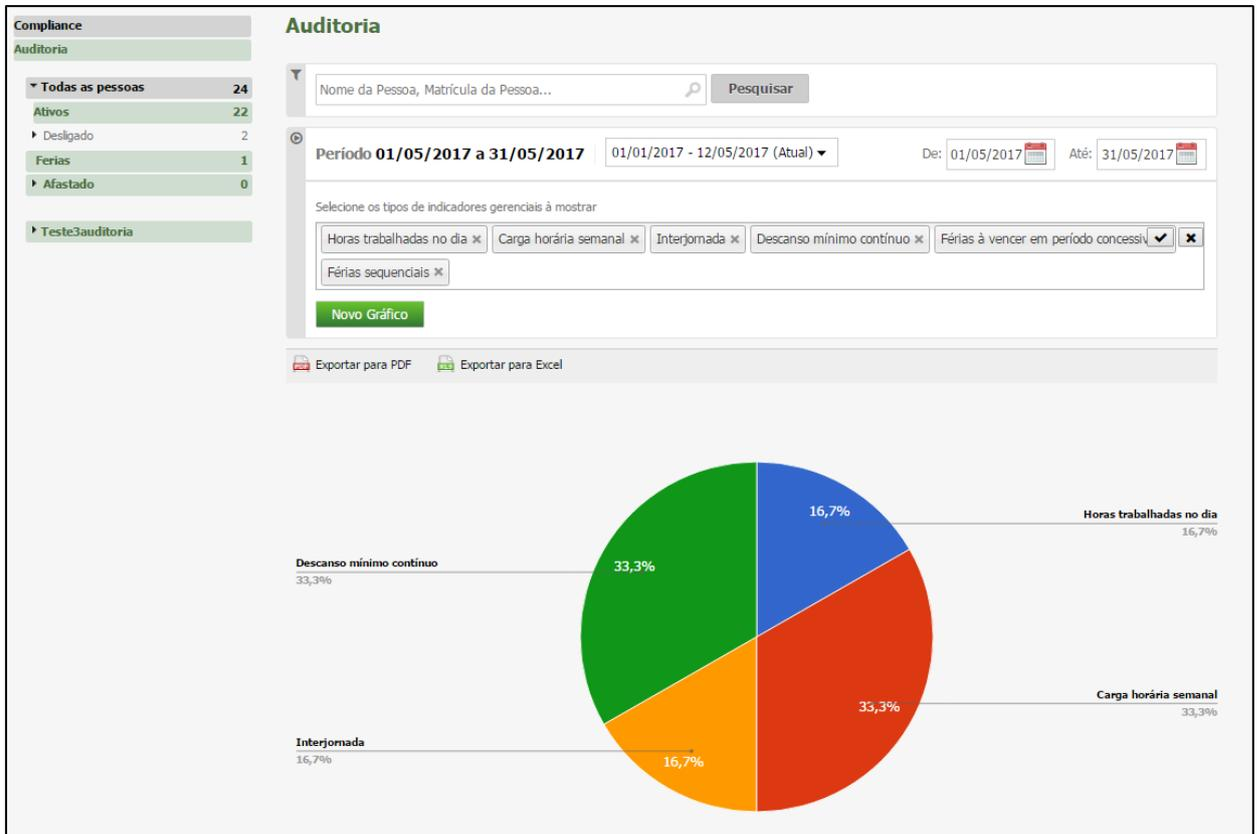 Compliance
Auditoria
Todas as pessoas 24
Ativos 22
Desligado 2
Ferias 1
Afastado 0
Teste3auditoria
Auditoria
Nome da Pessoa, Matrícula da Pessoa... Pesquisar
Período 01/05/2017 a 31/05/2017 01/01/2017 - 12/05/2017 (Atual) De: 01/05/2017 Até: 31/05/2017
Selecione os tipos de indicadores gerenciais à mostrar
Horas trabalhadas no dia Carga horária semanal Interjornada Descanso mínimo contínuo Férias à vencer em período concessiv
Férias sequenciais
Novo Gráfico
PDF Exportar para PDF XLS Exportar para Excel
16,7%
Horas trabalhadas no dia
16,7%
Descanso mínimo contínuo
33,3%
33,3%
Carga horária semanal
33,3%
33,3%
Interjornada
16,7%
16,7%